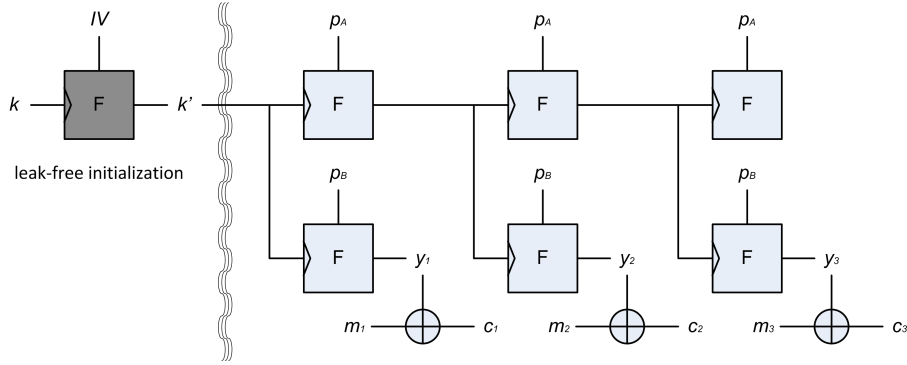 IV
k F k'
leak-free initialization
pA pA pA
F F F
pB pB pB
F y1 F y2 F y3
m1 c1 m2 c2 m3 c3